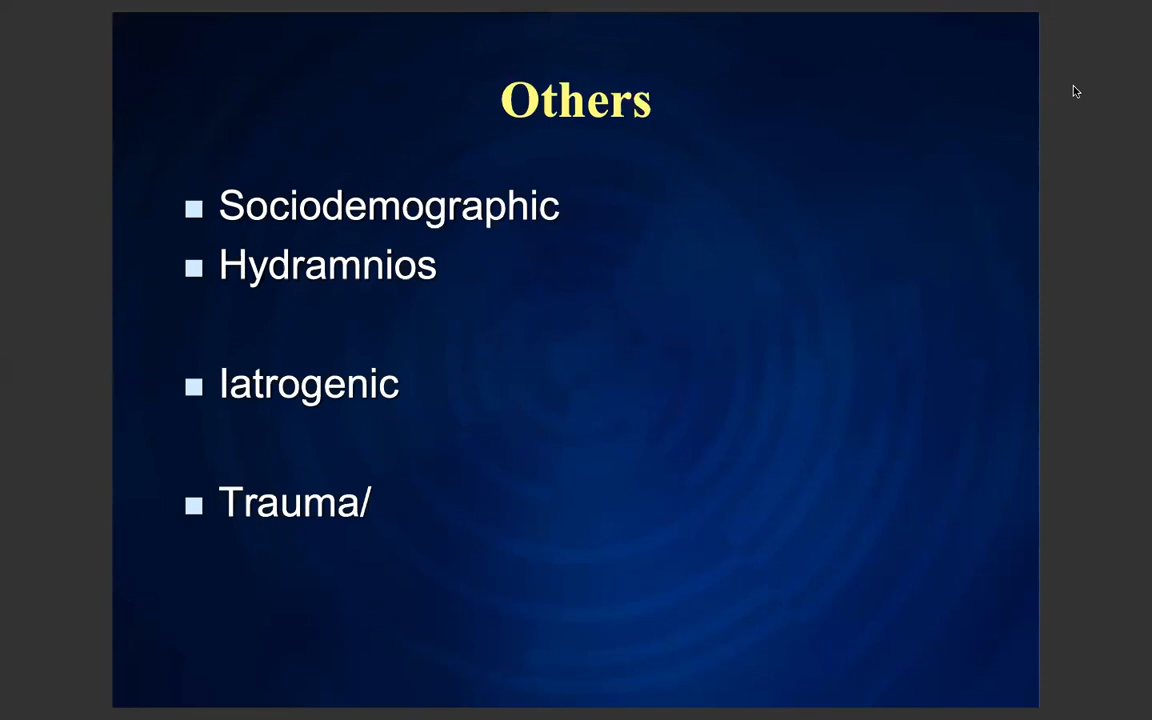 Others
Sociodemographic
Hydramnios
Iatrogenic
Trauma/